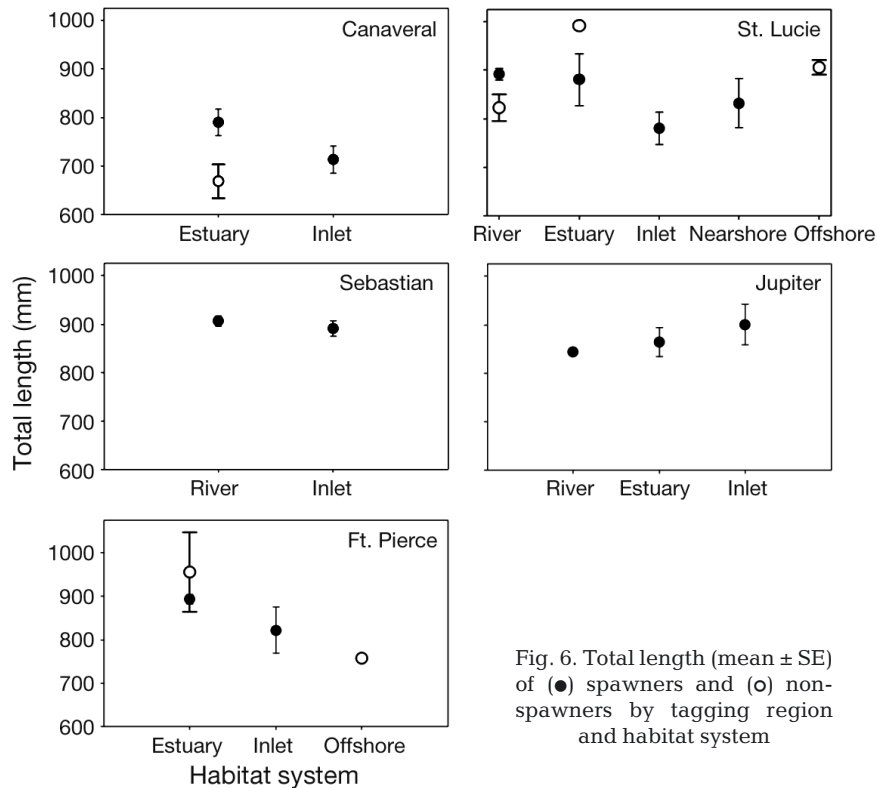 1000
900
800
700
600
Canaveral
Estuary Inlet
St. Lucie
River Estuary Inlet Nearshore Offshore
Total length (mm)
1000
900
800
700
600
Sebastian
River Inlet
Jupiter
River Estuary Inlet
1000
900
800
700
600
Ft. Pierce
Estuary Inlet Offshore
Habitat system
Fig. 6. Total length (mean ± SE)
of (●) spawners and (○) non-
spawners by tagging region
and habitat system